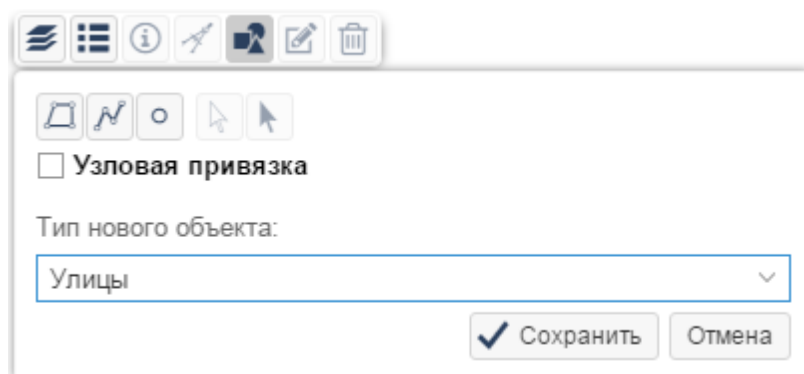 Узловая привязка
Тип нового объекта:
Улицы
Сохранить Отмена